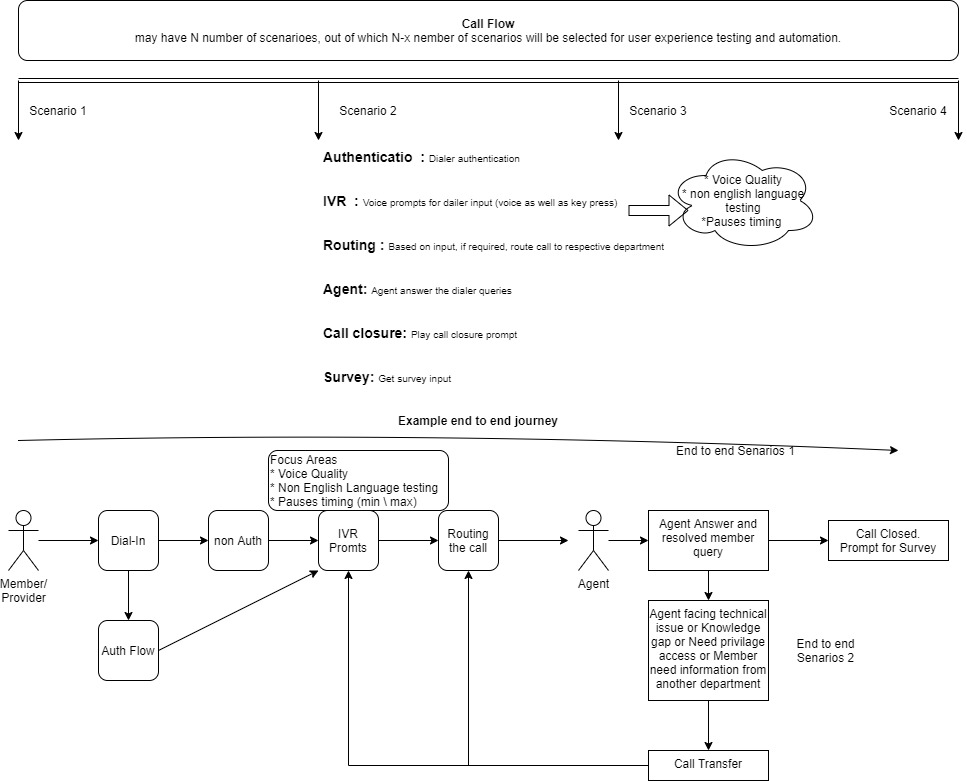 Call Flow
may have N number of scenarioes, out of which N-x nember of scenarios will be selected for user experience testing and automation.
Scenario 1
Scenario 2
Scenario 3
Scenario 4
Authenticatio : Dialer authentication
IVR : Voice prompts for dailer input (voice as well as key press)
* Voice Quality
* non english language
testing
*Pauses timing
Routing : Based on input, if required, route call to respective department
Agent: Agent answer the dialer queries
Call closure: Play call closure prompt
Survey: Get survey input
Example end to end journey
End to end Senarios 1
Focus Areas
* Voice Quality
* Non English Language testing
* Pauses timing (min \ max)
Member/
Provider
Dial-In
non Auth
IVR
Promts
Routing
the call
Agent
Agent Answer and
resolved member
query
Call Closed.
Prompt for Survey
Auth Flow
Agent facing technical
issue or Knowledge
gap or Need privilage
access or Member
need information from
another department
End to end
Senarios 2
Call Transfer